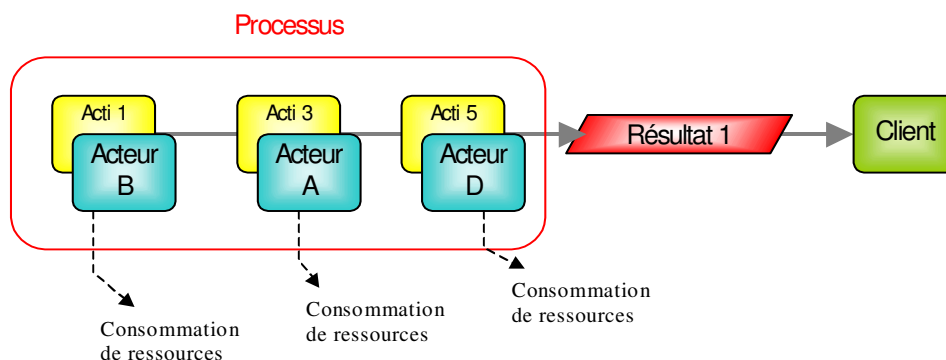 Processus
Acti 1
Acteur
B
Acti 3
Acteur
A
Acti 5
Acteur
D
Résultat 1
Client
Consommation
de ressources
Consommation
de ressources
Consommation
de ressources